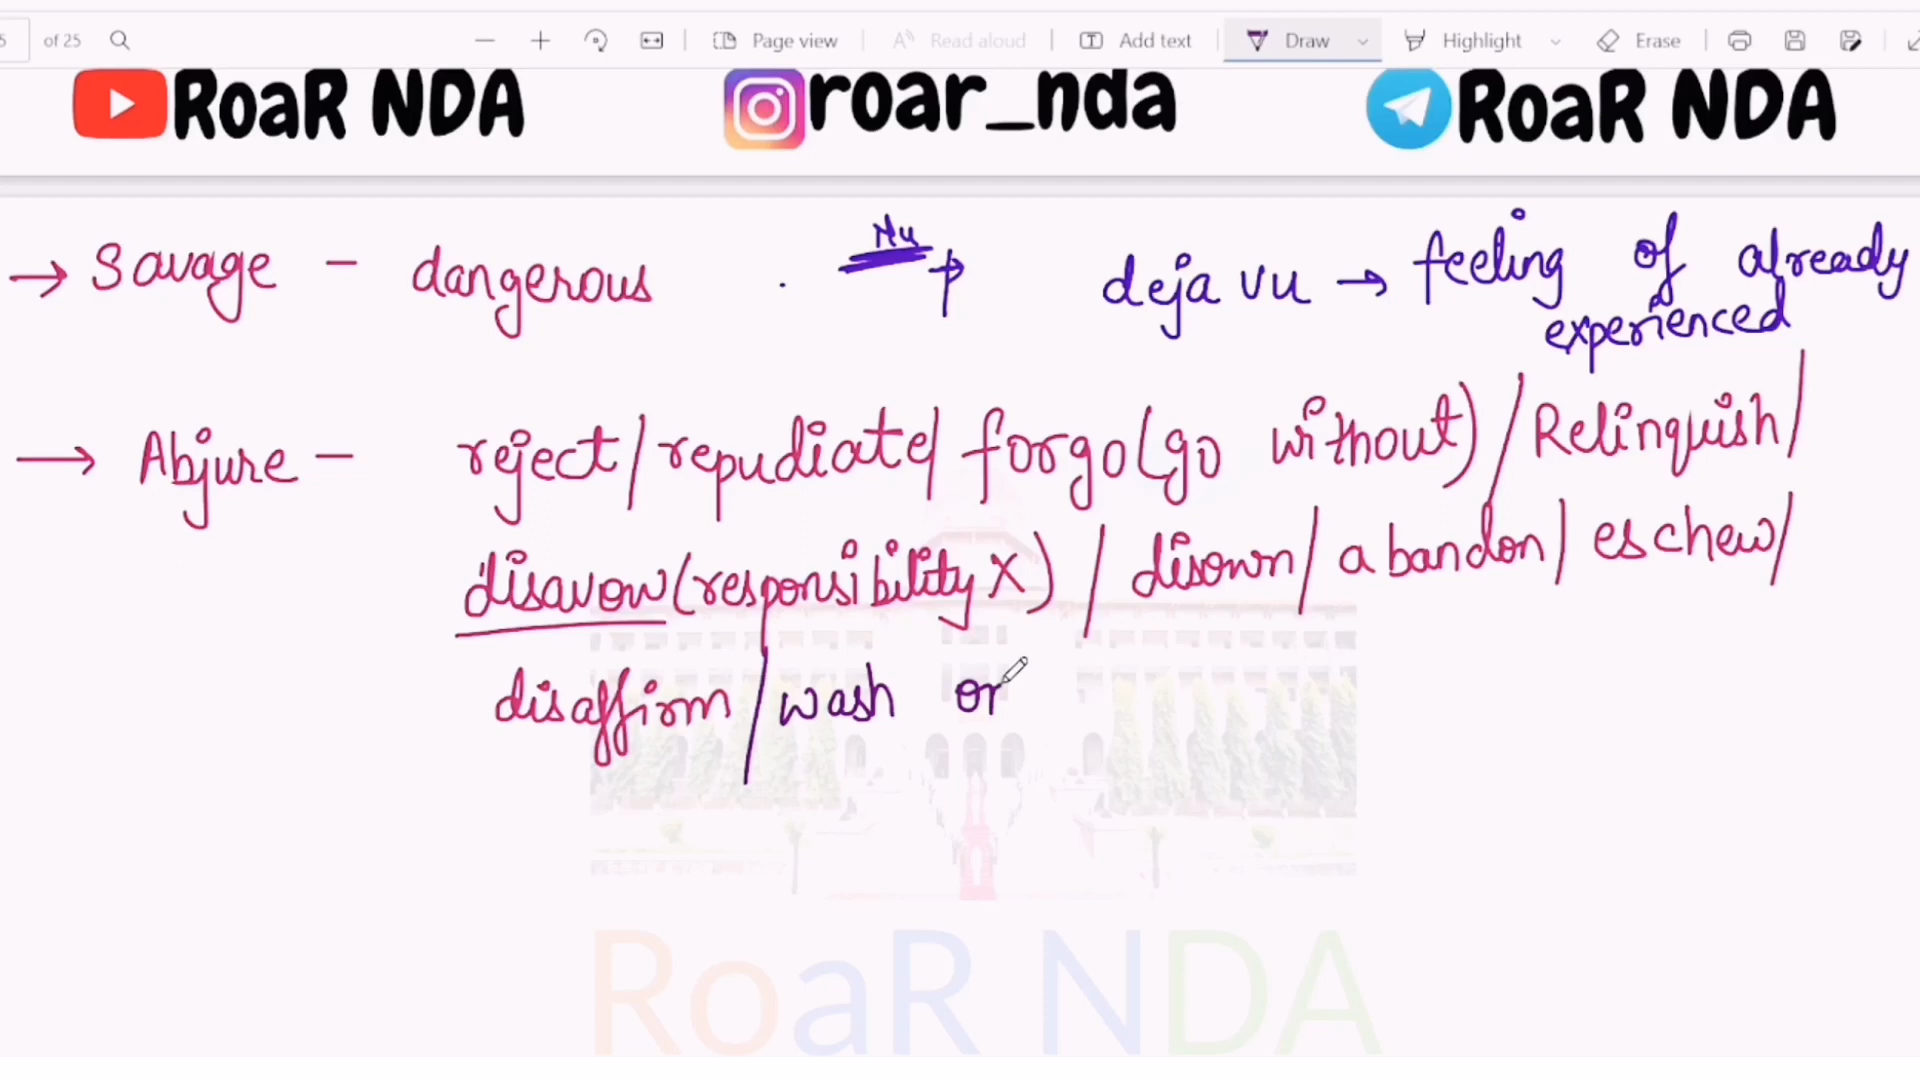 5 of 25 Page view Read aloud Add text Draw Highlight Erase
RoaR NDA roar_nda RoaR NDA
→ Savage - dangerous deja vu → feeling of already
experienced
→ Abjure - reject/repudiate/forgo(go without)/Relinquish/
disavow(responsibility X)/disown/abandon/eschew/
disaffirm/wash or
RoaR NDA